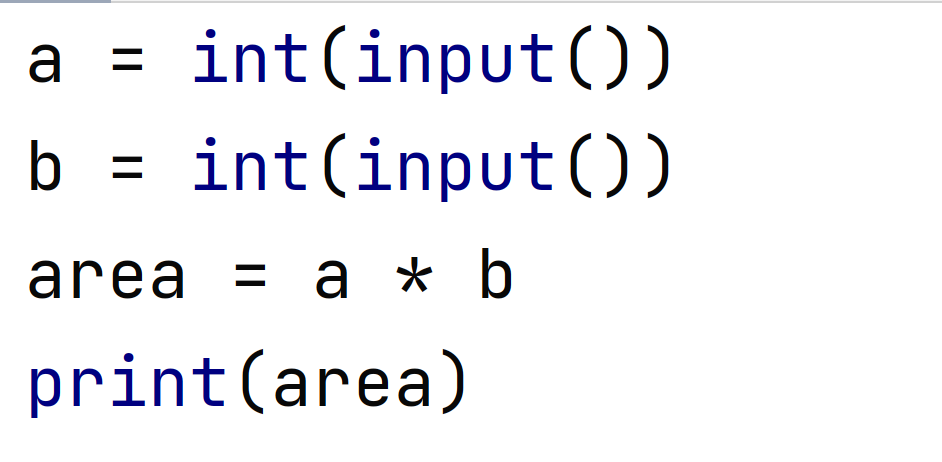 a = int(input())
b = int(input())
area = a * b
print(area)